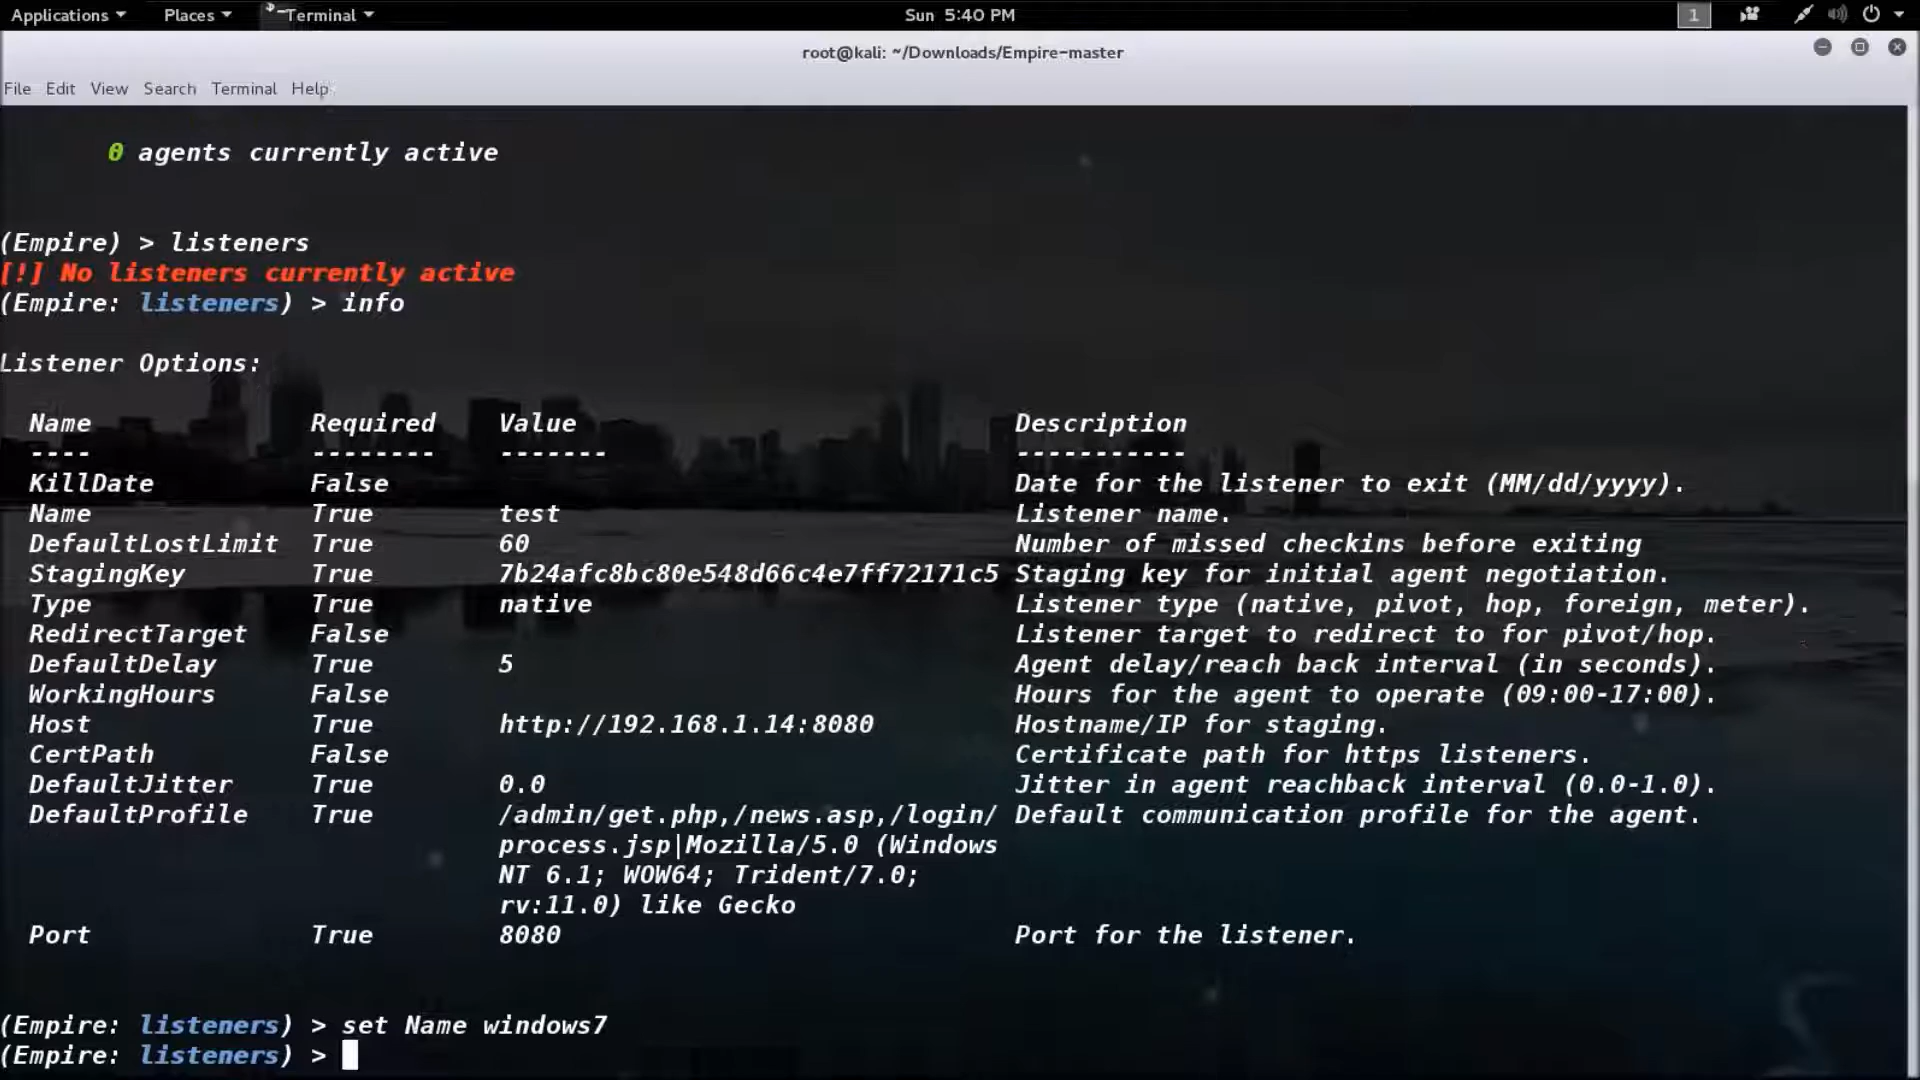 Applications Places Terminal Sun 5:40 PM 1
root@kali: ~/Downloads/Empire-master
File Edit View Search Terminal Help
0 agents currently active
(Empire) > listeners
[!] No listeners currently active
(Empire: listeners) > info
Listener Options:
Name Required Value Description
---- -------- ------- -----------
KillDate False Date for the listener to exit (MM/dd/yyyy).
Name True test Listener name.
DefaultLostLimit True 60 Number of missed checkins before exiting
StagingKey True 7b24afc8bc80e548d66c4e7ff72171c5 Staging key for initial agent negotiation.
Type True native Listener type (native, pivot, hop, foreign, meter).
RedirectTarget False Listener target to redirect to for pivot/hop.
DefaultDelay True 5 Agent delay/reach back interval (in seconds).
WorkingHours False Hours for the agent to operate (09:00-17:00).
Host True http://192.168.1.14:8080 Hostname/IP for staging.
CertPath False Certificate path for https listeners.
DefaultJitter True 0.0 Jitter in agent reachback interval (0.0-1.0).
DefaultProfile True /admin/get.php,/news.asp,/login/ Default communication profile for the agent.
process.jsp|Mozilla/5.0 (Windows
NT 6.1; WOW64; Trident/7.0;
rv:11.0) like Gecko
Port True 8080 Port for the listener.
(Empire: listeners) > set Name windows7
(Empire: listeners) >